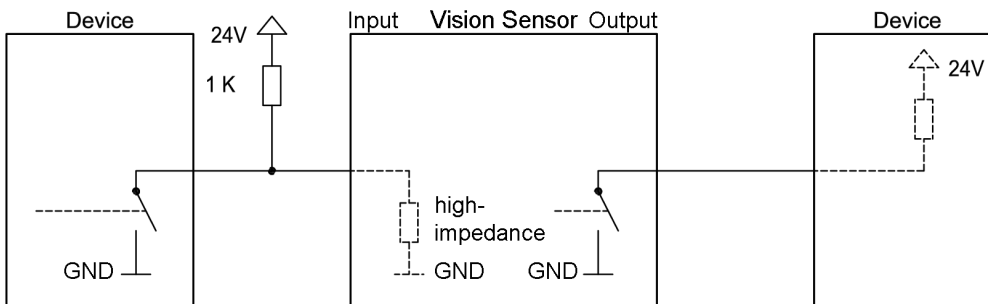 Device
Input
Vision Sensor
Output
Device
24V
1 K
24V
high-
impedance
GND
GND
GND